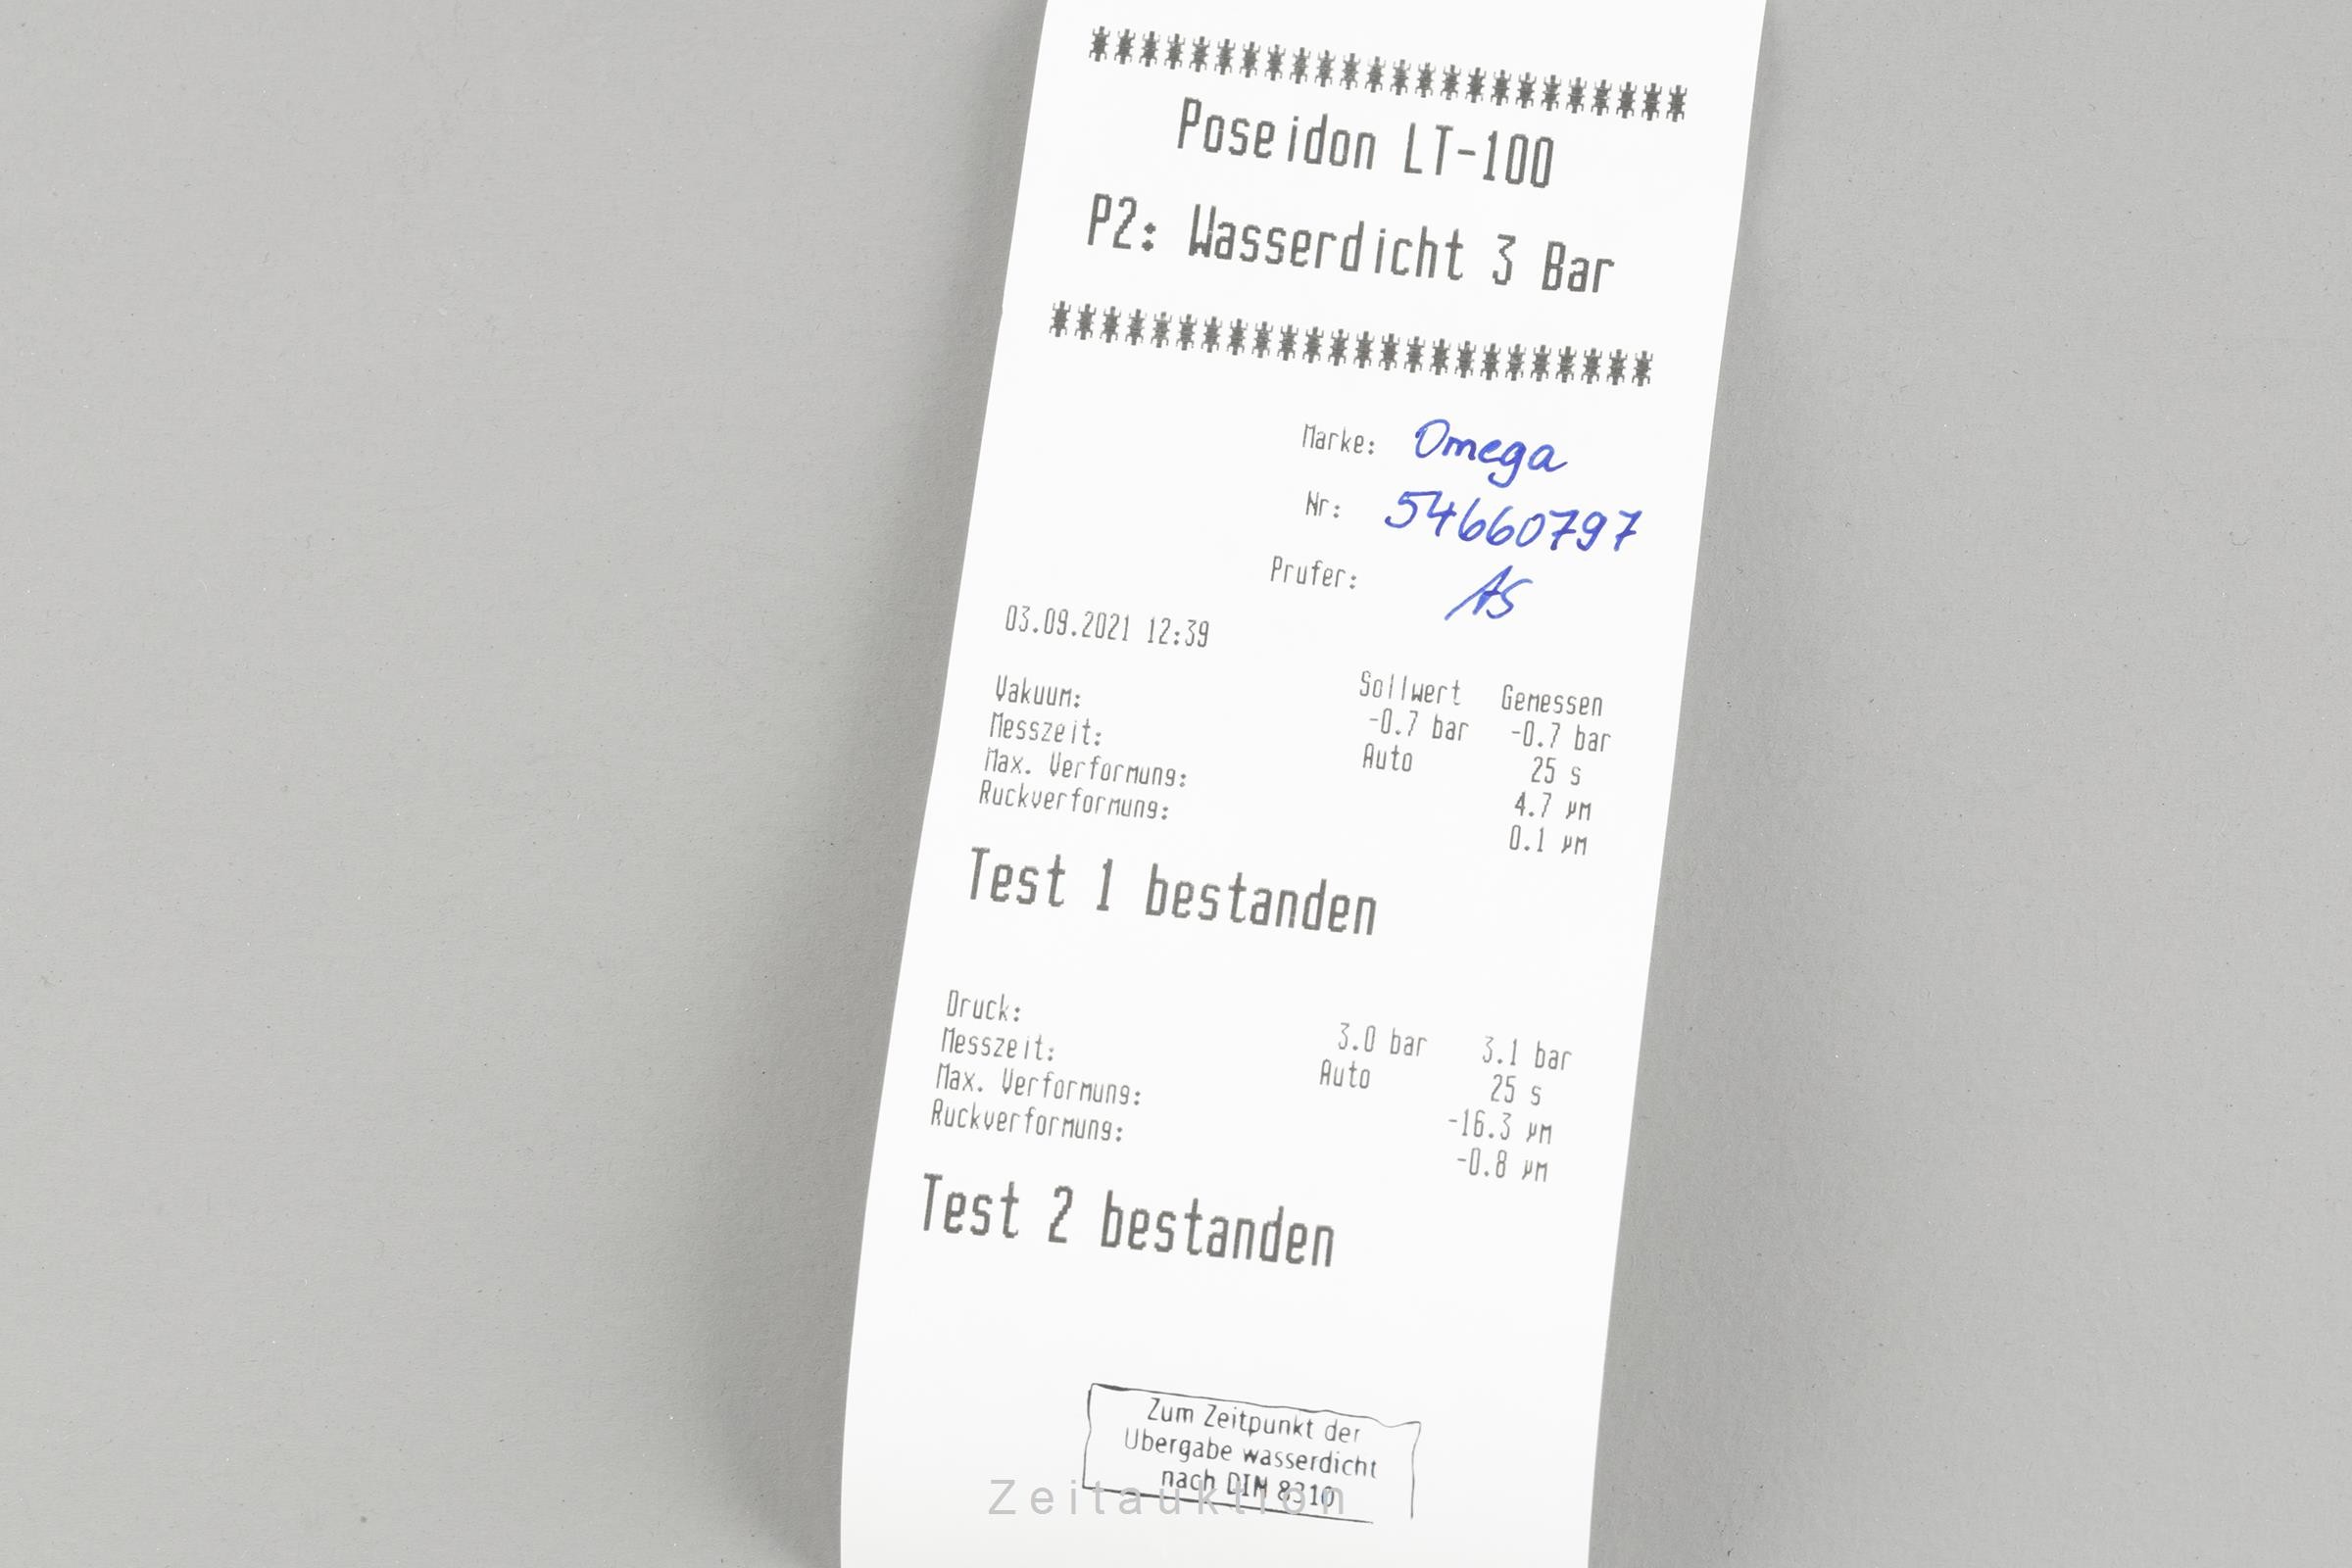 ************************
Poseidon LT-100
P2: Wasserdicht 3 Bar
************************
Marke: Omega
Nr: 54660797
Prufer: AS
03.09.2021 12:39
Sollwert Gemessen
Vakuum: -0.7 bar -0.7 bar
Messzeit: Auto 25 s
Max. Verformung: 4.7 µm
Ruckverformung: 0.1 µm
Test 1 bestanden
Druck: 3.0 bar 3.1 bar
Messzeit: Auto 25 s
Max. Verformung: -16.3 µm
Ruckverformung: -0.8 µm
Test 2 bestanden
Zum Zeitpunkt der
Übergabe wasserdicht
nach DIN 8310
Zeitauktion